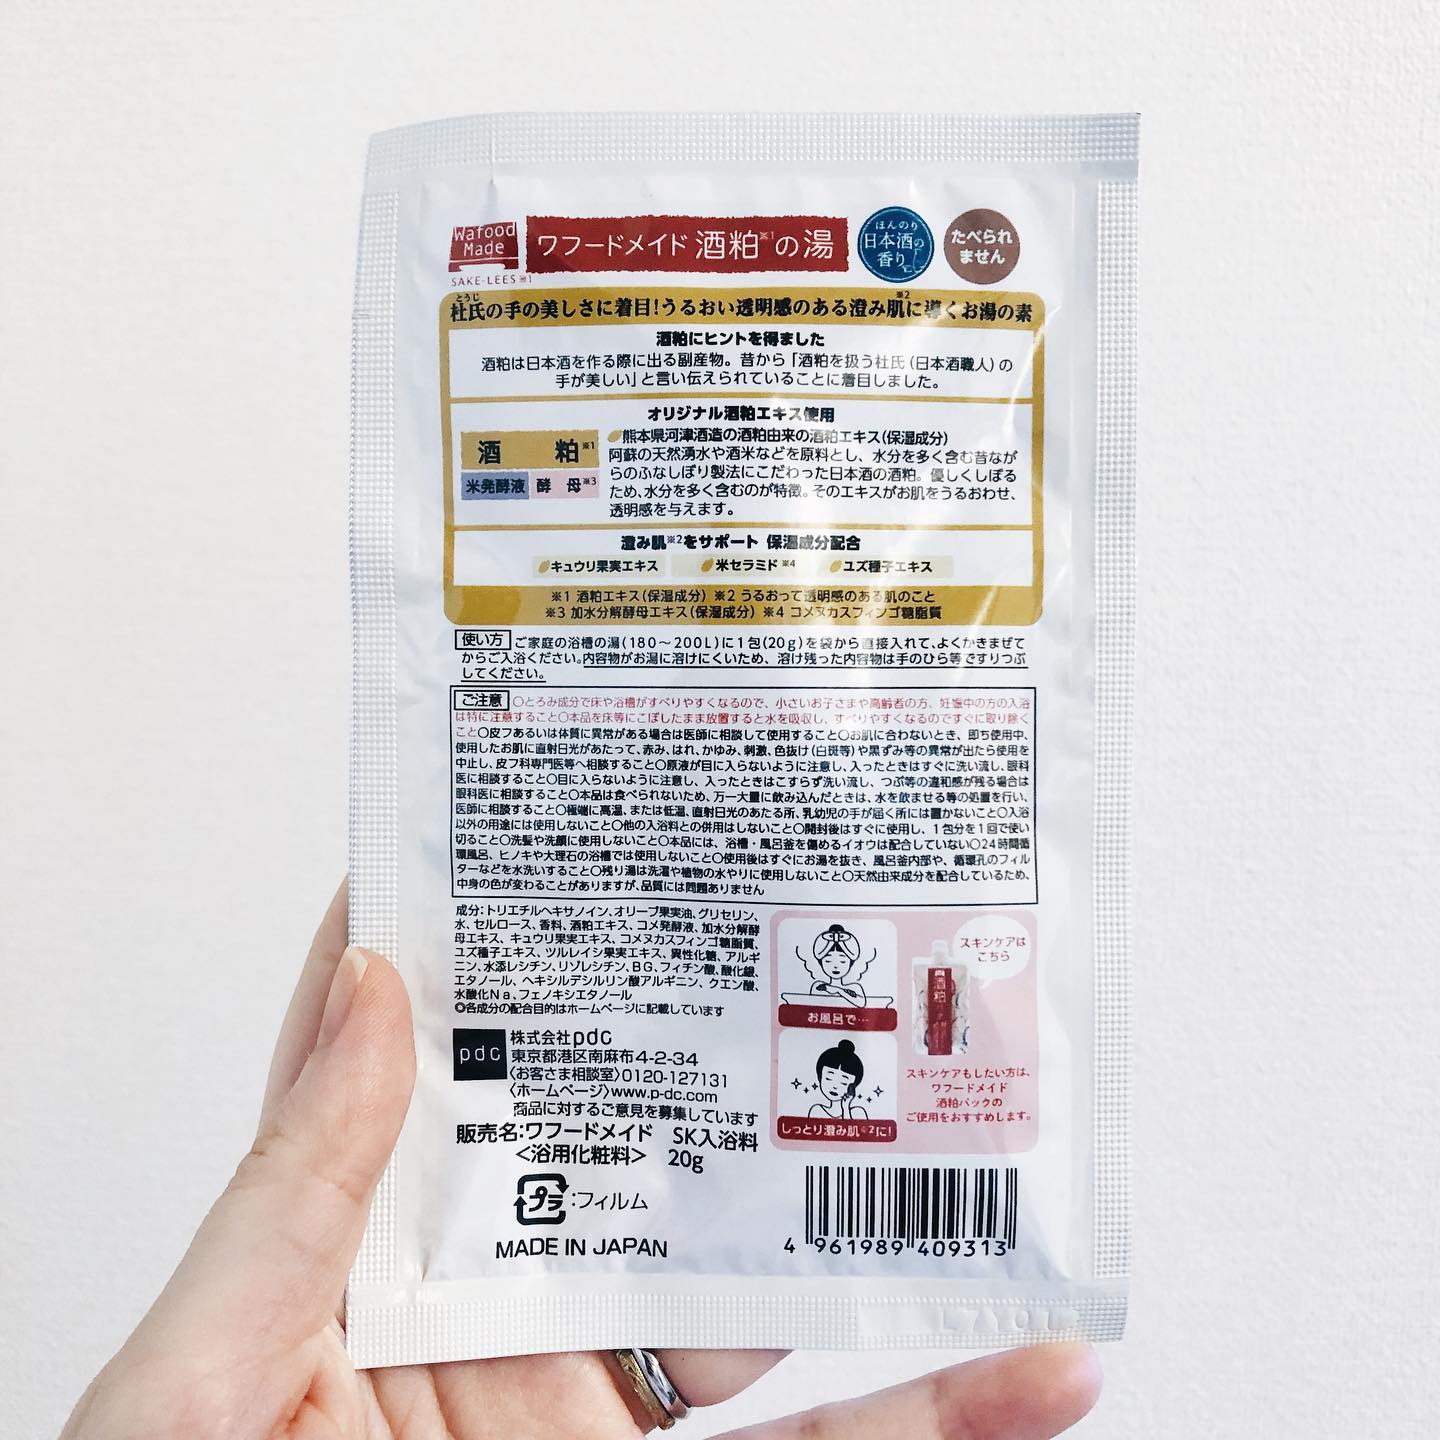 Wafood Made
SAKE-LEES※1
ワフードメイド 酒粕※1の湯
ほんのり
日本酒の
香り
たべられ
ません
とうじ
杜氏の手の美しさに着目!うるおい透明感のある澄み肌※2に導くお湯の素
酒粕にヒントを得ました
酒粕は日本酒を作る際に出る副産物。昔から「酒粕を扱う杜氏(日本酒職人)の
手が美しい」と言い伝えられていることに着目しました。
オリジナル酒粕エキス使用
酒 粕※1
米発酵液 酵 母※3
熊本県河津酒造の酒粕由来の酒粕エキス(保湿成分)
阿蘇の天然湧水や酒米などを原料とし、水分を多く含む昔なが
らのふなしぼり製法にこだわった日本酒の酒粕。優しくしぼる
ため、水分を多く含むのが特徴。そのエキスがお肌をうるおわせ、
透明感を与えます。
澄み肌※2をサポート 保湿成分配合
キュウリ果実エキス 米セラミド※4 ユズ種子エキス
※1 酒粕エキス(保湿成分) ※2 うるおって透明感のある肌のこと
※3 加水分解酵母エキス(保湿成分) ※4 コメヌカスフィンゴ糖脂質
使い方 ご家庭の浴槽の湯(180〜200L)に1包(20g)を袋から直接入れて、よくかきまぜて
からご入浴ください。内容物がお湯に溶けにくいため、溶け残った内容物は手のひら等ですりつぶ
してください。
ご注意 〇とろみ成分で床や浴槽がすべりやすくなるので、小さいお子さまや高齢者の方、妊娠中の方の入浴
は特に注意すること〇本品を床等にこぼしたまま放置すると水を吸収し、すべりやすくなるのですぐに取り除く
こと〇皮フあるいは体質に異常がある場合は医師に相談して使用すること〇お肌に合わないとき、即ち使用中、
使用したお肌に直射日光があたって、赤み、はれ、かゆみ、刺激、色抜け(白斑等)や黒ずみ等の異常が出たら使用を
中止し、皮フ科専門医等へ相談すること〇原液が目に入らないように注意し、入ったときはすぐに洗い流し、眼科
医に相談すること〇目に入らないように注意し、入ったときはこすらず洗い流し、つぶ等の違和感が残る場合は
眼科医に相談すること〇本品は食べられないため、万一大量に飲み込んだときは、水を飲ませる等の処置を行い、
医師に相談すること〇極端に高温、または低温、直射日光のあたる所、乳幼児の手が届く所には置かないこと〇入浴
以外の用途には使用しないこと〇他の入浴料との併用はしないこと〇開封後はすぐに使用し、1包分を1回で使い
切ること〇洗髪や洗顔に使用しないこと〇本品には、浴槽・風呂釜を傷めるイオウは配合していない〇24時間循
環風呂、ヒノキや大理石の浴槽では使用しないこと〇使用後はすぐにお湯を抜き、風呂釜内部や、循環孔のフィル
ターなどを水洗いすること〇残り湯は洗濯や植物の水やりに使用しないこと〇天然由来成分を配合しているため、
中身の色が変わることがありますが、品質には問題ありません
成分:トリエチルヘキサノイン、オリーブ果実油、グリセリン、
水、セルロース、香料、酒粕エキス、コメ発酵液、加水分解酵
母エキス、キュウリ果実エキス、コメヌカスフィンゴ糖脂質、
ユズ種子エキス、ツルレイシ果実エキス、異性化糖、アルギ
ニン、水添レシチン、リゾレシチン、BG、フィチン酸、酸化銀、
エタノール、ヘキシルデシルリン酸アルギニン、クエン酸、
水酸化Na、フェノキシエタノール
◎各成分の配合目的はホームページに記載しています
pdc
株式会社pdc
東京都港区南麻布4-2-34
〈お客さま相談室〉0120-127131
〈ホームページ〉www.p-dc.com
商品に対するご意見を募集しています
販売名:ワフードメイド SK入浴料
<浴用化粧料> 20g
プラ :フィルム
MADE IN JAPAN
お風呂で…
しっとり澄み肌※2に!
スキンケアは
こちら
酒粕
スキンケアもしたい方は、
ワフードメイド
酒粕パックの
ご使用をおすすめします。
4 961989 409313